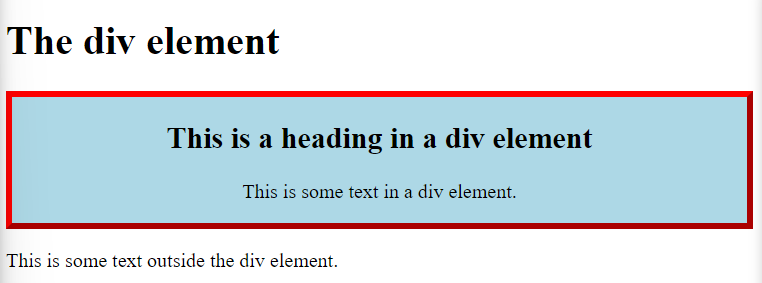 The div element
This is a heading in a div element
This is some text in a div element.
This is some text outside the div element.